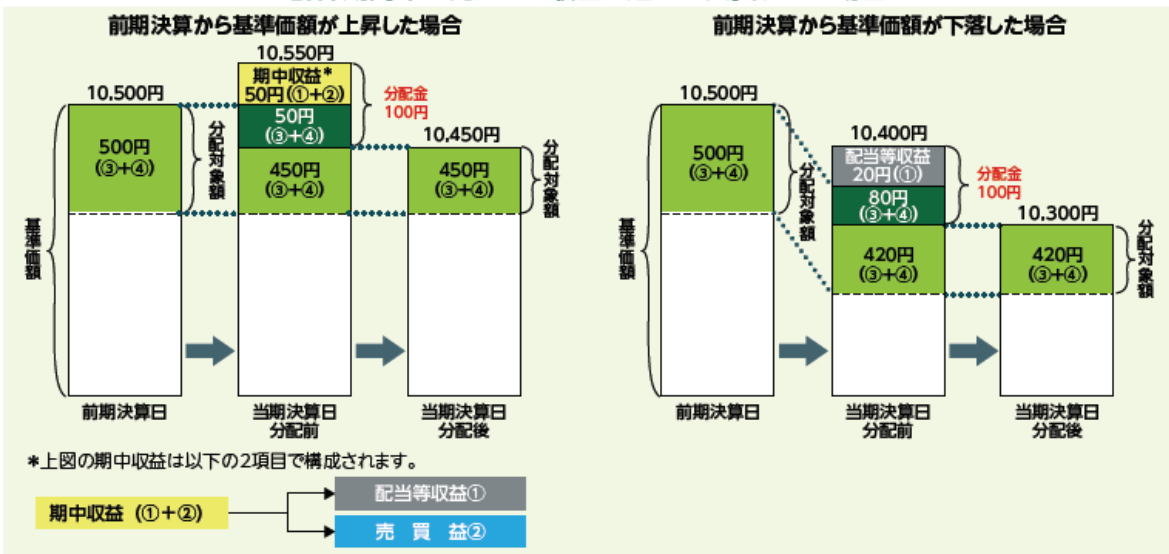 前期決算から基準価額が上昇した場合
10,500円
500円
(③+④)
分配対象額
基準価額
10,550円
期中収益*
50円(①+②)
50円
(③+④)
450円
(③+④)
分配金
100円
10,450円
450円
(③+④)
分配対象額
前期決算日
当期決算日
分配前
当期決算日
分配後
前期決算から基準価額が下落した場合
10,500円
500円
(③+④)
分配対象額
基準価額
10,400円
配当等収益
20円(①)
80円
(③+④)
420円
(③+④)
分配金
100円
10,300円
420円
(③+④)
分配対象額
前期決算日
当期決算日
分配前
当期決算日
分配後
*上図の期中収益は以下の2項目で構成されます。
期中収益 (①+②)
配当等収益①
売 買 益②